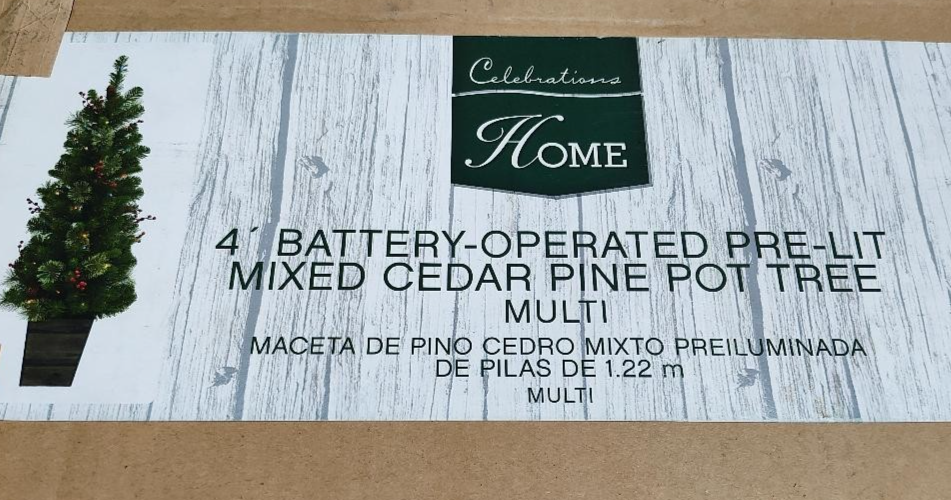 Celebrations
HOME
4´ BATTERY-OPERATED PRE-LIT
MIXED CEDAR PINE POT TREE
MULTI
MACETA DE PINO CEDRO MIXTO PREILUMINADA
DE PILAS DE 1.22 m
MULTI